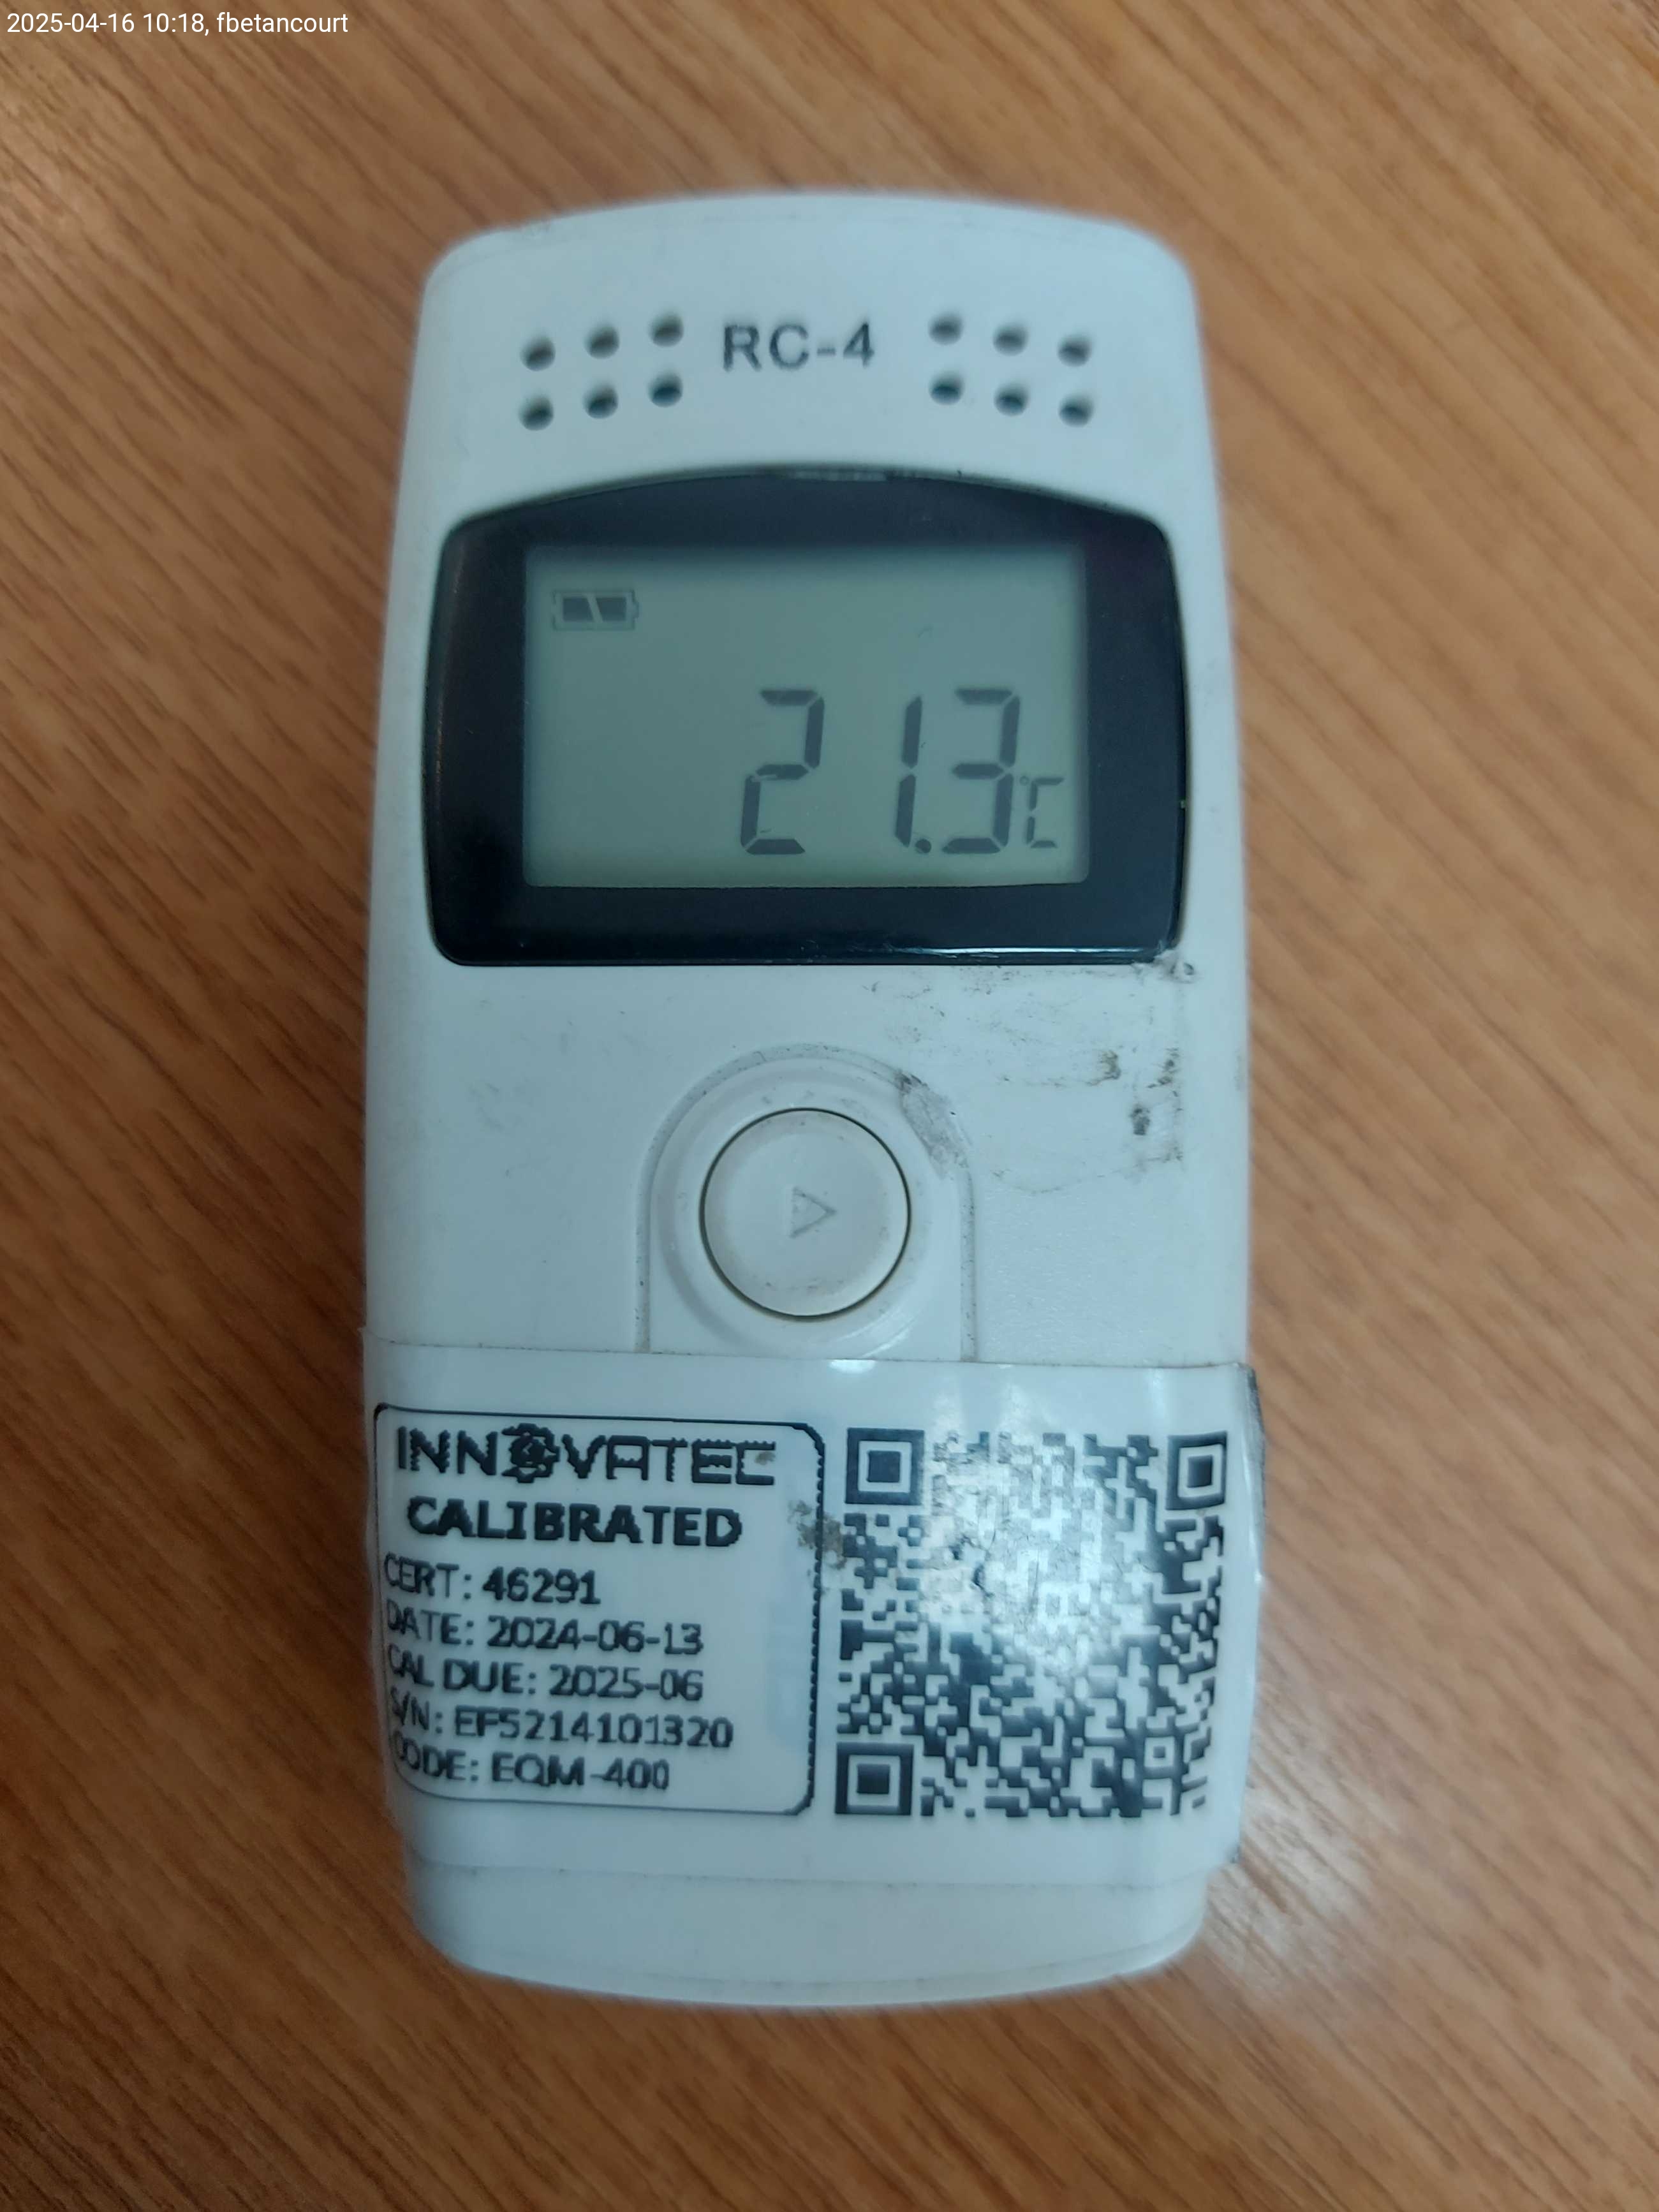 2025-04-16 10:18, fbetancourt
RC-4
21.3°C
INNOVATEC
CALIBRATED
CERT: 46291
DATE: 2024-06-13
CAL DUE: 2025-06
S/N: EF5214101320
CODE: EQM-400